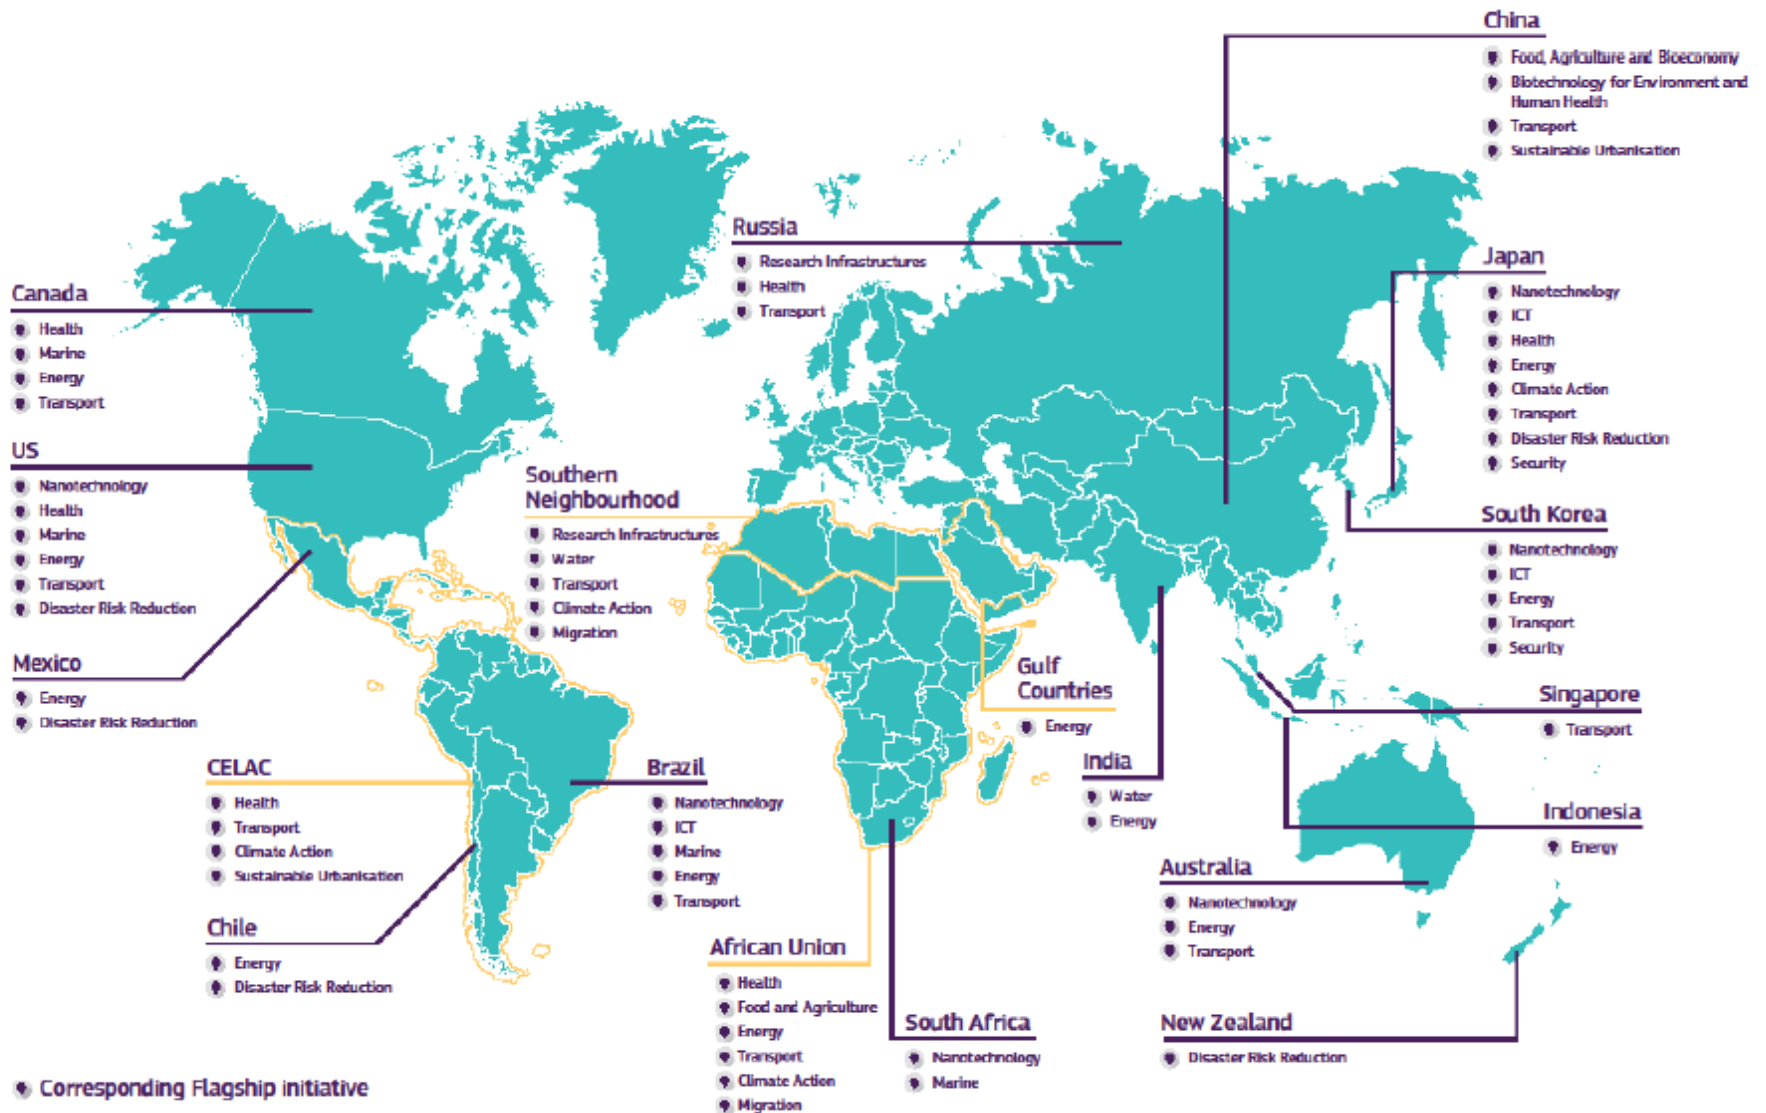 China
Food, Agriculture and Bioeconomy
Biotechnology for Environment and
Human Health
Transport
Sustainable Urbanisation
Russia
Research Infrastructures
Health
Transport
Japan
Nanotechnology
ICT
Health
Energy
Climate Action
Transport
Disaster Risk Reduction
Security
Canada
Health
Marine
Energy
Transport
US
Nanotechnology
Health
Marine
Energy
Transport
Disaster Risk Reduction
Southern
Neighbourhood
Research Infrastructures
Water
Transport
Climate Action
Migration
South Korea
Nanotechnology
ICT
Energy
Transport
Security
Mexico
Energy
Disaster Risk Reduction
Gulf
Countries
Energy
Singapore
Transport
CELAC
Health
Transport
Climate Action
Sustainable Urbanisation
Brazil
Nanotechnology
ICT
Marine
Energy
Transport
India
Water
Energy
Indonesia
Energy
Australia
Nanotechnology
Energy
Transport
Chile
Energy
Disaster Risk Reduction
African Union
Health
Food and Agriculture
Energy
Transport
Climate Action
Migration
South Africa
Nanotechnology
Marine
New Zealand
Disaster Risk Reduction
Corresponding Flagship initiative